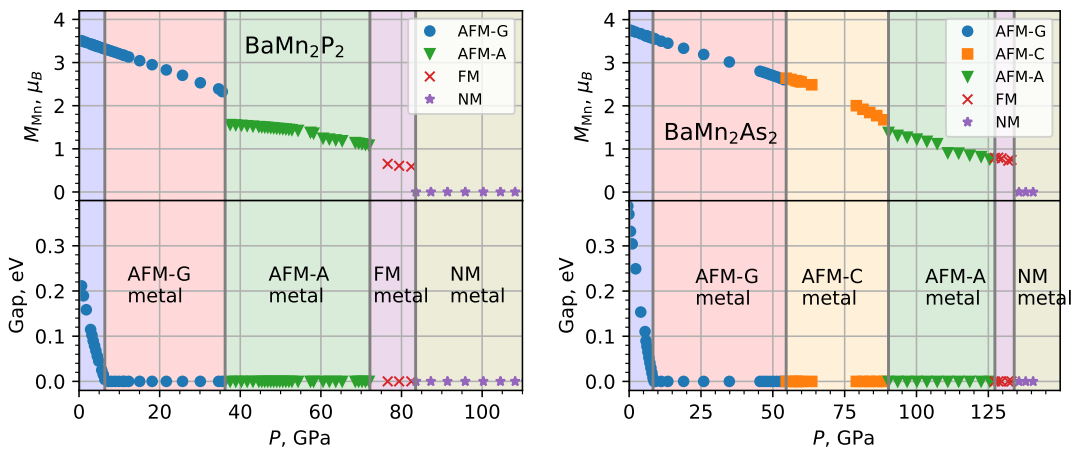 4
3
2
1
0
M_Mn, μ_B
BaMn₂P₂
AFM-G
AFM-A
FM
NM
0.3
0.2
0.1
0.0
Gap, eV
AFM-G
metal
AFM-A
metal
FM
metal
NM
metal
0 20 40 60 80 100
P, GPa
4
3
2
1
0
M_Mn, μ_B
BaMn₂As₂
AFM-G
AFM-C
AFM-A
FM
NM
0.3
0.2
0.1
0.0
Gap, eV
AFM-G
metal
AFM-C
metal
AFM-A
metal
NM
metal
0 25 50 75 100 125
P, GPa